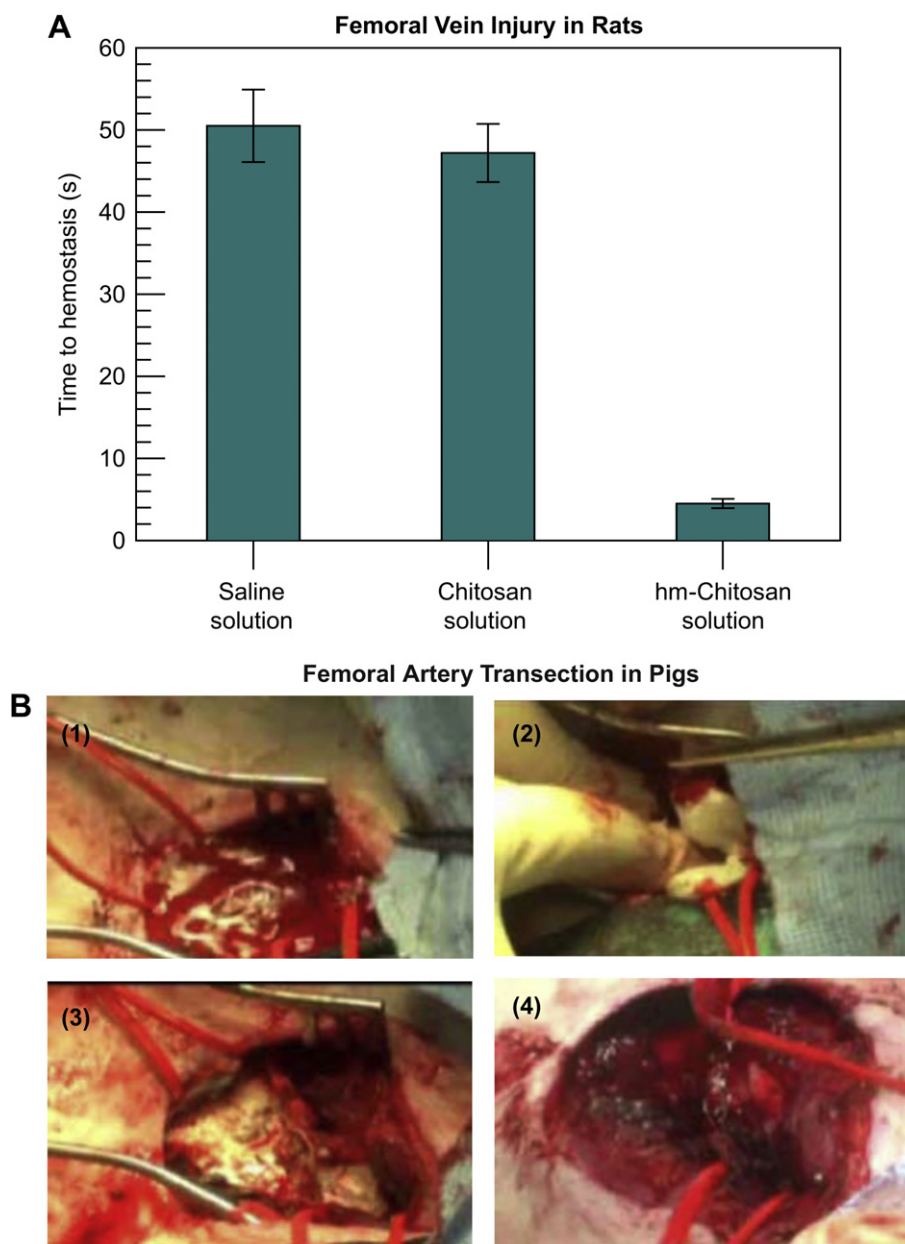 A
Femoral Vein Injury in Rats
60
50
40
30
20
10
0
Time to hemostasis (s)
Saline
solution
Chitosan
solution
hm-Chitosan
solution
Femoral Artery Transection in Pigs
B
(1)
(2)
(3)
(4)